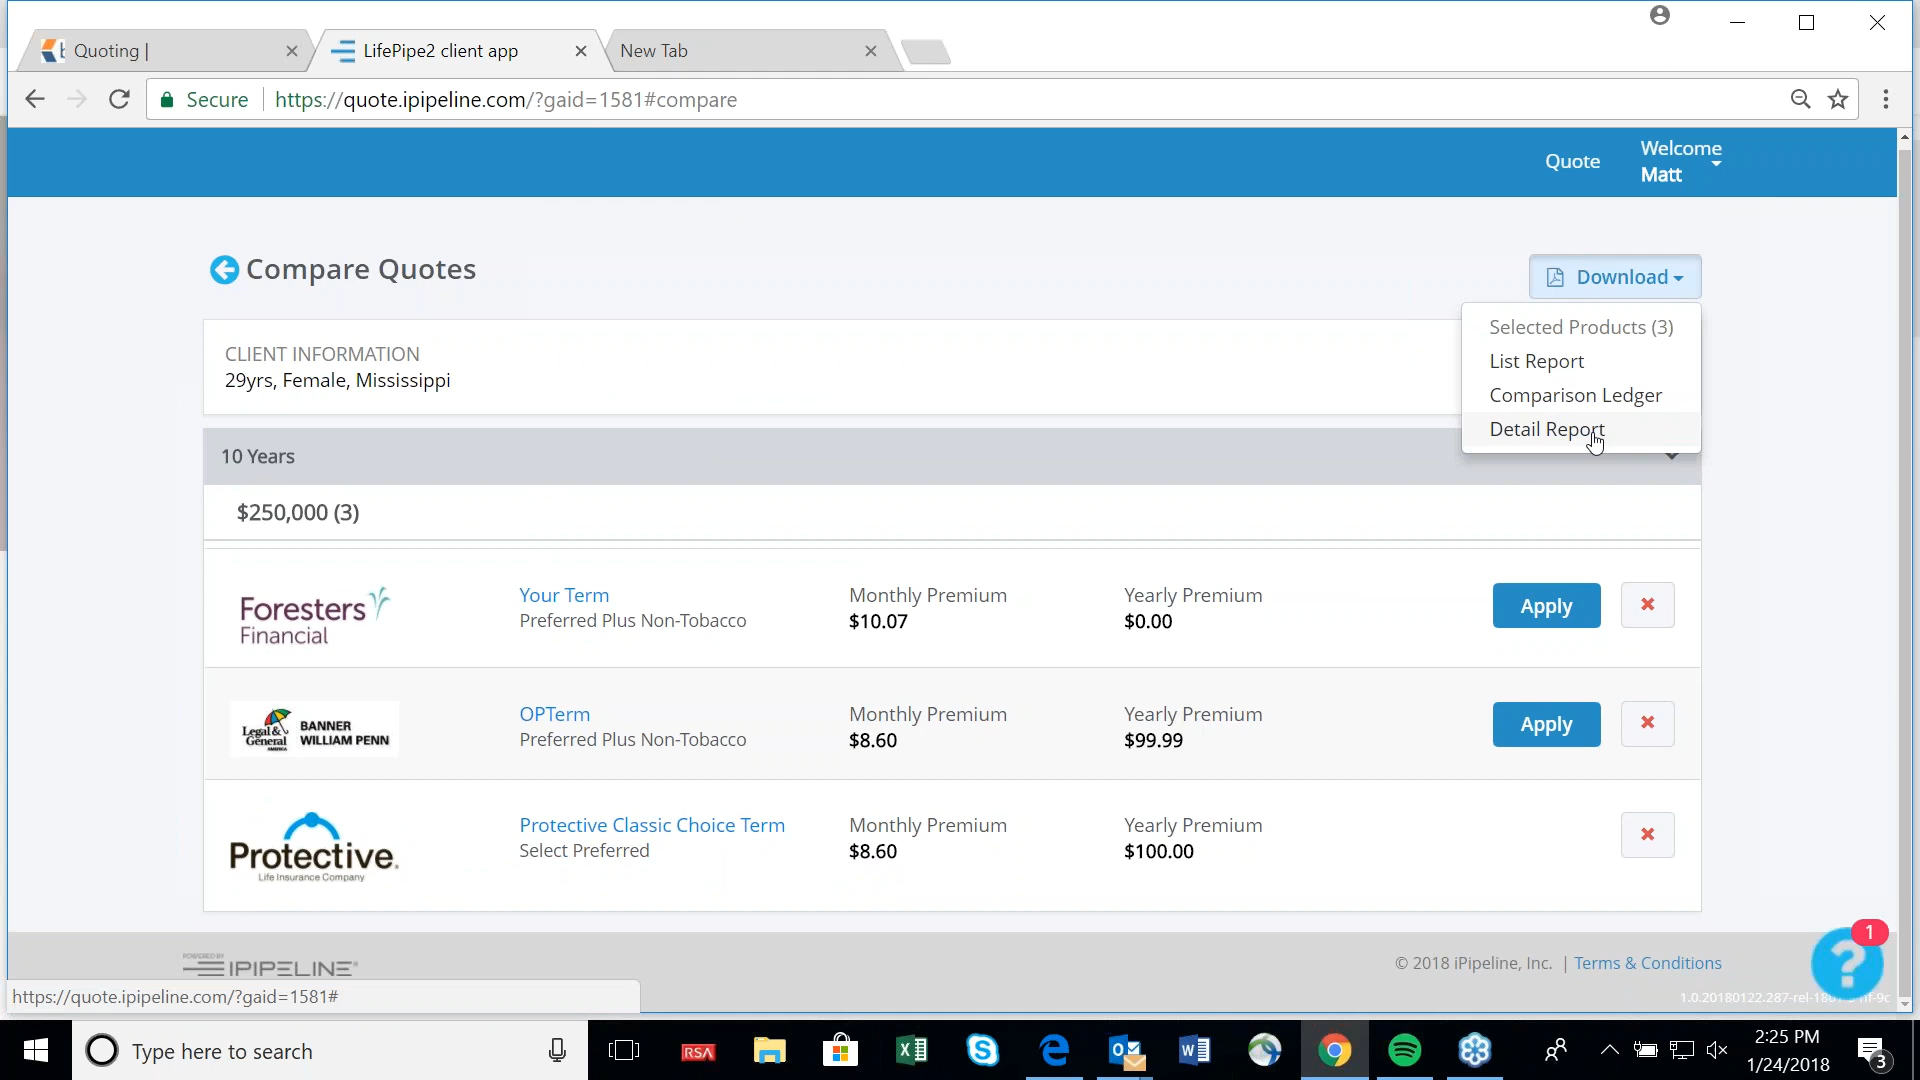 Quoting |
LifePipe2 client app
New Tab
Secure
https://quote.ipipeline.com/?gaid=1581#compare
Quote
Welcome
Matt
Compare Quotes
Download
Selected Products (3)
List Report
Comparison Ledger
Detail Report
CLIENT INFORMATION
29yrs, Female, Mississippi
10 Years
$250,000 (3)
Foresters
Financial
Your Term
Preferred Plus Non-Tobacco
Monthly Premium
$10.07
Yearly Premium
$0.00
Apply
Legal &
General
AMERICA
BANNER
WILLIAM PENN
OPTerm
Preferred Plus Non-Tobacco
Monthly Premium
$8.60
Yearly Premium
$99.99
Apply
Protective.
Life Insurance Company
Protective Classic Choice Term
Select Preferred
Monthly Premium
$8.60
Yearly Premium
$100.00
POWERED BY
IPIPELINE®
© 2018 iPipeline, Inc. | Terms & Conditions
1
?
https://quote.ipipeline.com/?gaid=1581#
Type here to search
RSA
2:25 PM
1/24/2018
3